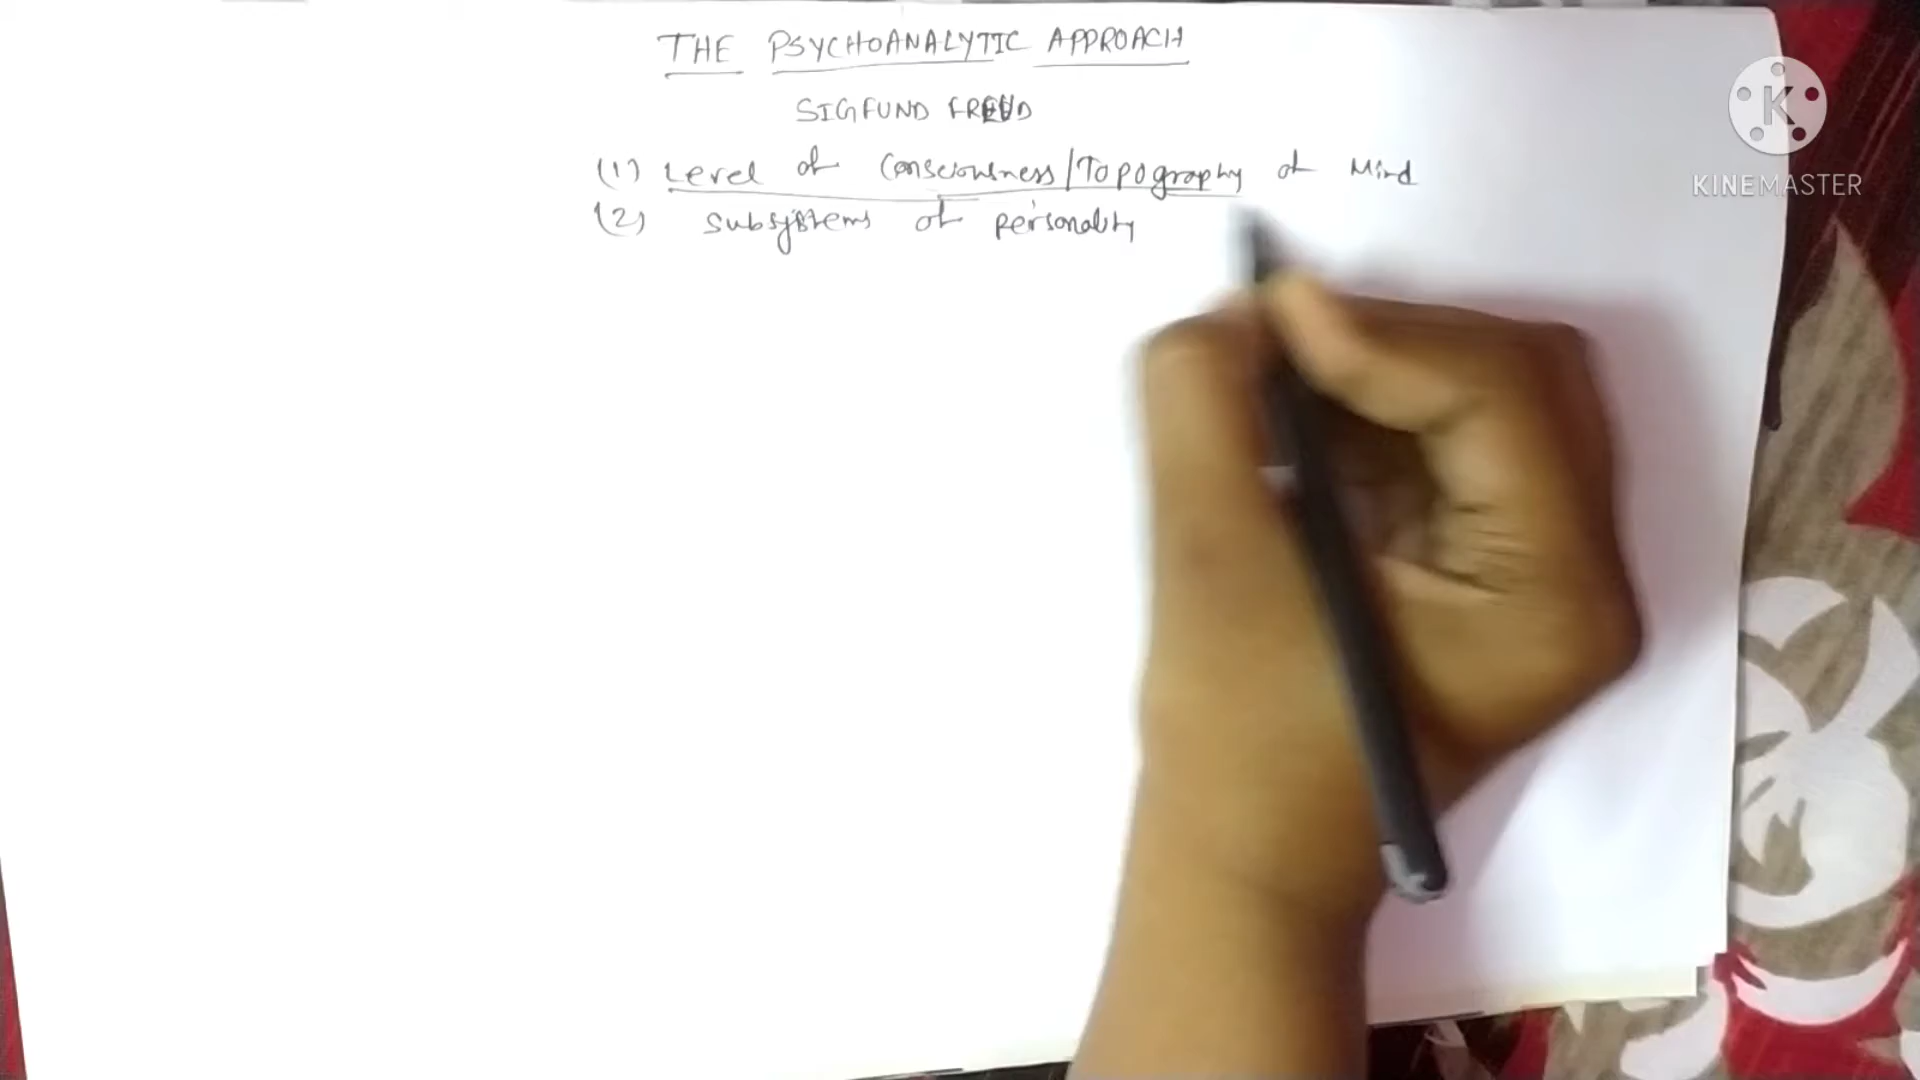 THE PSYCHOANALYTIC APPROACH
SIGFUND FREUD
(1) Level of Consciousness/Topography of Mind
(2) Subsystems of personality
K
KINEMASTER